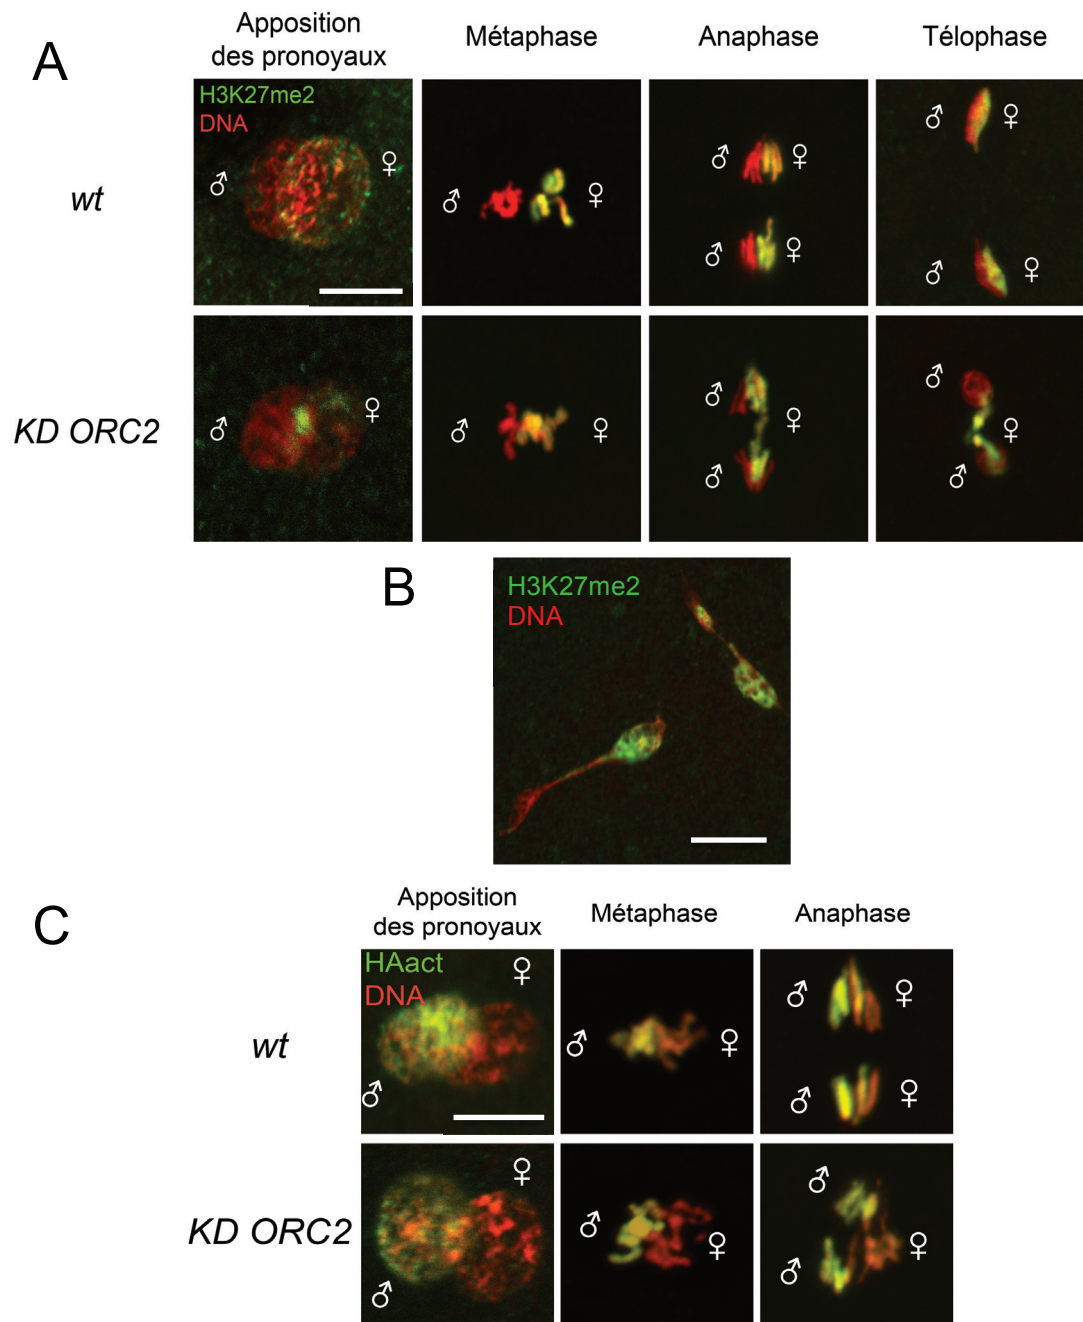 A
Apposition
des pronoyaux
Métaphase
Anaphase
Télophase
H3K27me2
DNA
♂
♀
♂
♀
♂
♀
♂
♀
♂
♀
♂
♀
wt
KD ORC2
♂
♀
♂
♀
♂
♀
♂
♂
♀
♂
B
H3K27me2
DNA
C
Apposition
des pronoyaux
Métaphase
Anaphase
HAact
DNA
♀
♂
♂
♀
♂
♀
♂
♀
wt
KD ORC2
♀
♂
♂
♀
♂
♀
♂